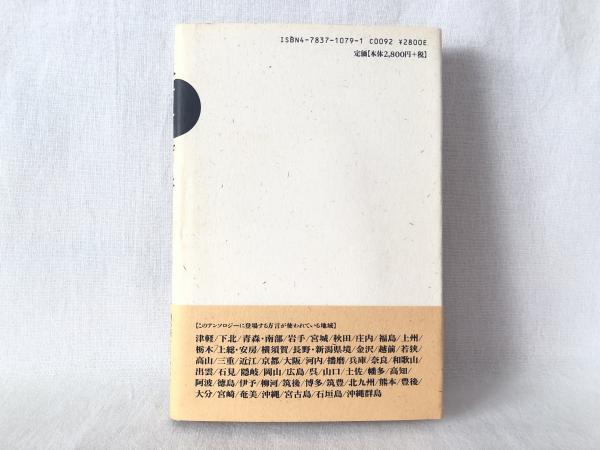 ISBN4-7837-1079-1 C0092 ¥2800E
定価[本体2,800円+税]
[このアンソロジーに登場する方言が使われている地域]
津軽/下北/青森・南部/岩手/宮城/秋田/庄内/福島/上州/
栃木/上総・安房/横須賀/長野・新潟県境/金沢/越前/若狭/
高山/三重/近江/京都/大阪/河内/播磨/兵庫/奈良/和歌山/
出雲/石見/隠岐/岡山/広島/呉/山口/土佐/幡多/高知/
阿波/徳島/伊予/柳河/筑後/博多/筑豊/北九州/熊本/豊後/
大分/宮崎/奄美/沖縄/宮古島/石垣島/沖縄群島